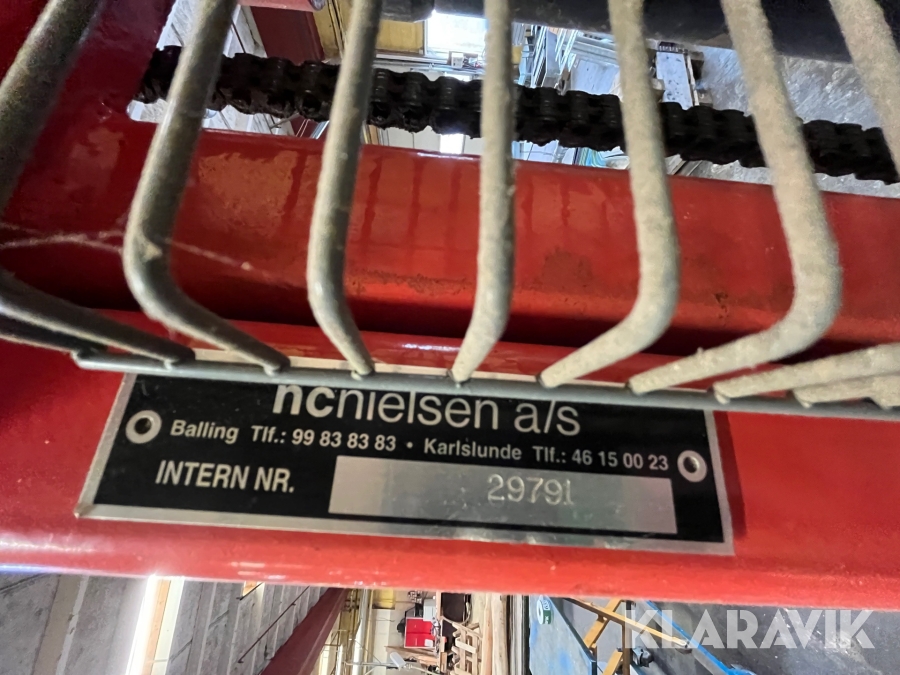 ncnielsen a/s
Balling Tlf.: 99 83 83 83 • Karlslunde Tlf.: 46 15 00 23
INTERN NR. 29791
KLARAVIK